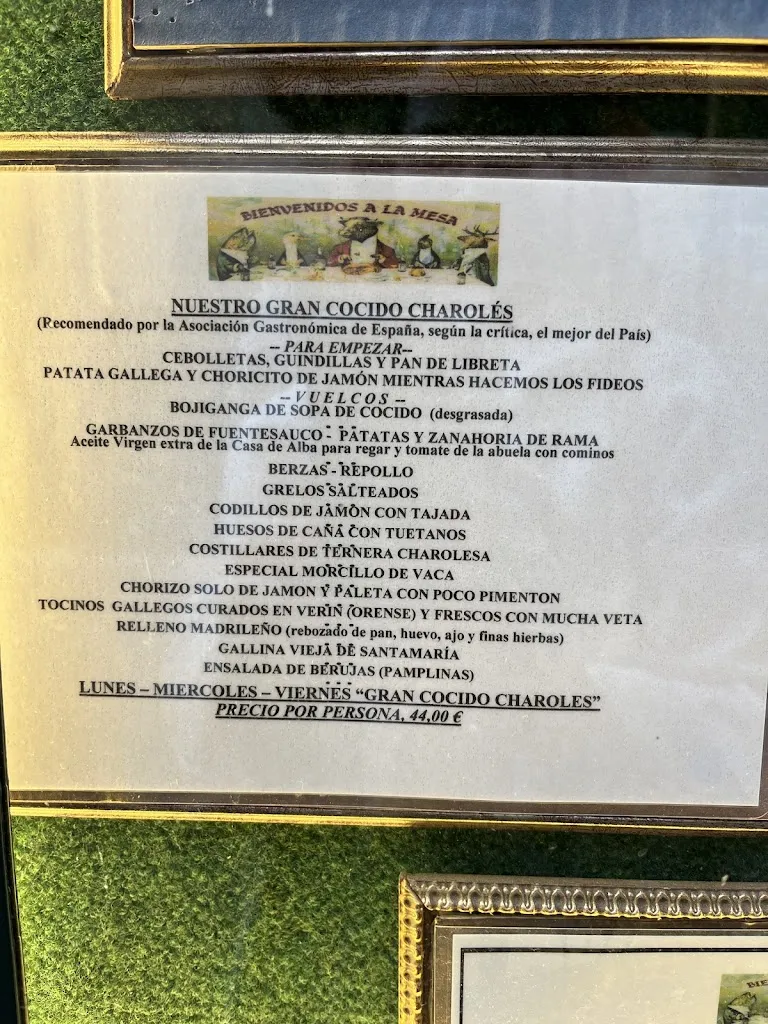 BIENVENIDOS A LA MESA
NUESTRO GRAN COCIDO CHAROLÉS
(Recomendado por la Asociación Gastronómica de España, según la crítica, el mejor del País)
-- PARA EMPEZAR--
CEBOLLETAS, GUINDILLAS Y PAN DE LIBRETA
PATATA GALLEGA Y CHORICITO DE JAMÓN MIENTRAS HACEMOS LOS FIDEOS
-- V U E L C O S --
BOJIGANGA DE SOPA DE COCIDO (desgrasada)
GARBANZOS DE FUENTESAUCO - PATATAS Y ZANAHORIA DE RAMA
Aceite Virgen extra de la Casa de Alba para regar y tomate de la abuela con cominos
BERZAS - REPOLLO
GRELOS SALTEADOS
CODILLOS DE JAMÓN CON TAJADA
HUESOS DE CAÑA CON TUETANOS
COSTILLARES DE TERNERA CHAROLESA
ESPECIAL MORCILLO DE VACA
CHORIZO SOLO DE JAMON Y PALETA CON POCO PIMENTON
TOCINOS GALLEGOS CURADOS EN VERIN (ORENSE) Y FRESCOS CON MUCHA VETA
RELLENO MADRILEÑO (rebozado de pan, huevo, ajo y finas hierbas)
GALLINA VIEJA DE SANTAMARÍA
ENSALADA DE BERUJAS (PAMPLINAS)
LUNES – MIERCOLES – VIERNES “GRAN COCIDO CHAROLES”
PRECIO POR PERSONA, 44,00 €